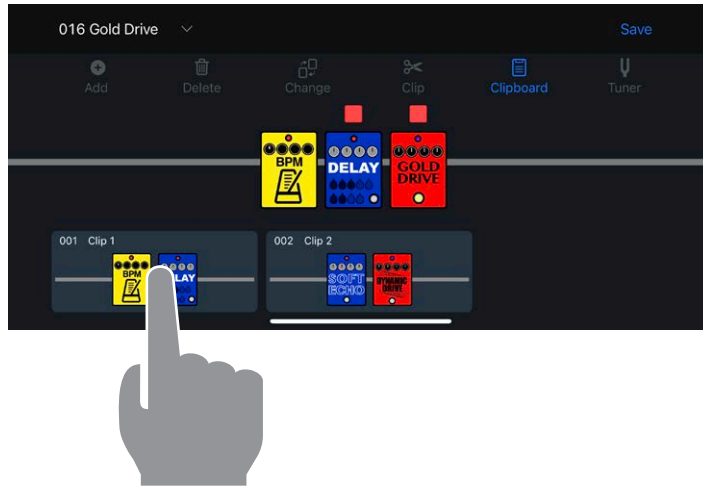 016 Gold Drive
Save
Add
Delete
Change
Clip
Clipboard
Tuner
BPM
DELAY
GOLD
DRIVE
001 Clip 1
BPM
LAY
002 Clip 2
SOFT
ECHO
DYNAMIC
DRIVE